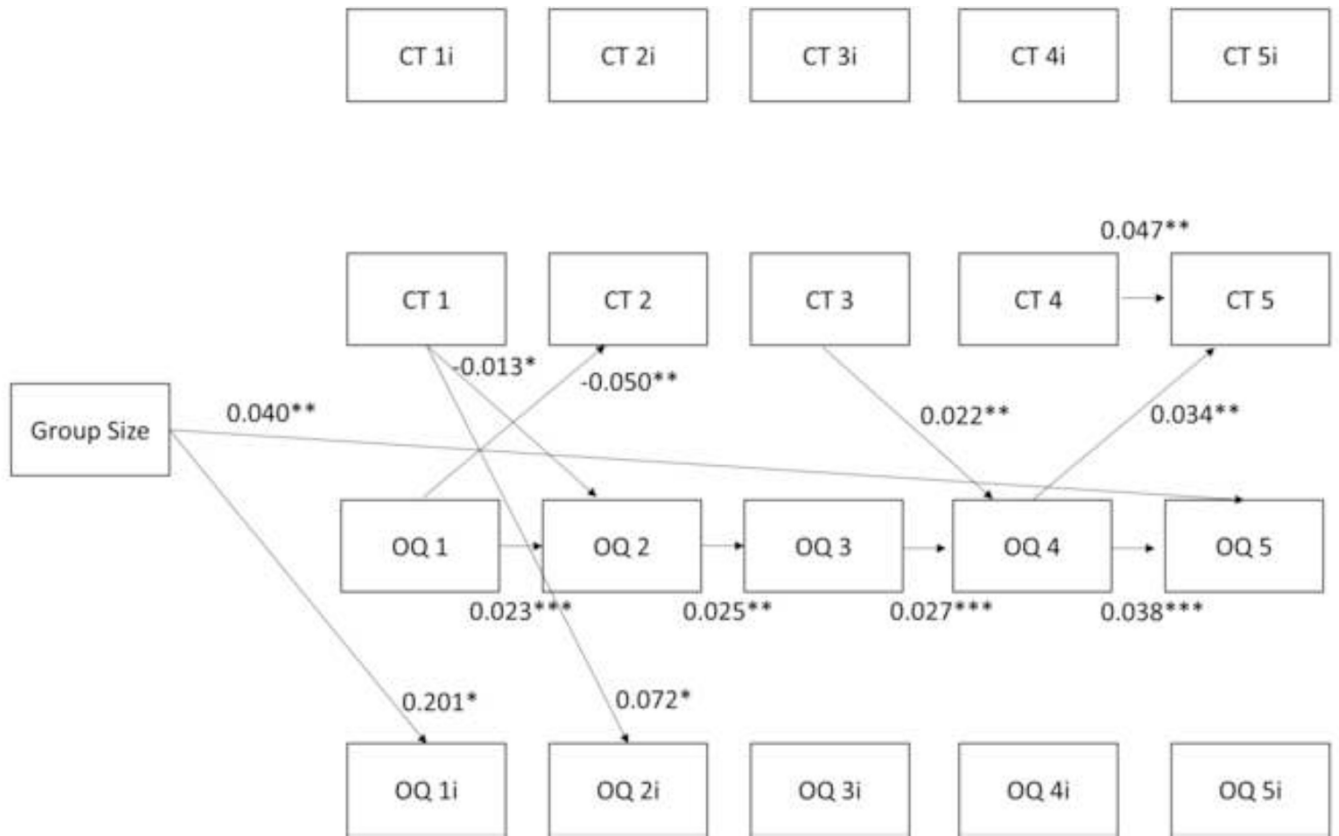 CT 1i
CT 2i
CT 3i
CT 4i
CT 5i
0.047**
CT 1
CT 2
CT 3
CT 4
CT 5
-0.013*
-0.050**
0.040**
0.022**
0.034**
Group Size
OQ 1
OQ 2
OQ 3
OQ 4
OQ 5
0.023***
0.025**
0.027***
0.038***
0.201*
0.072*
OQ 1i
OQ 2i
OQ 3i
OQ 4i
OQ 5i